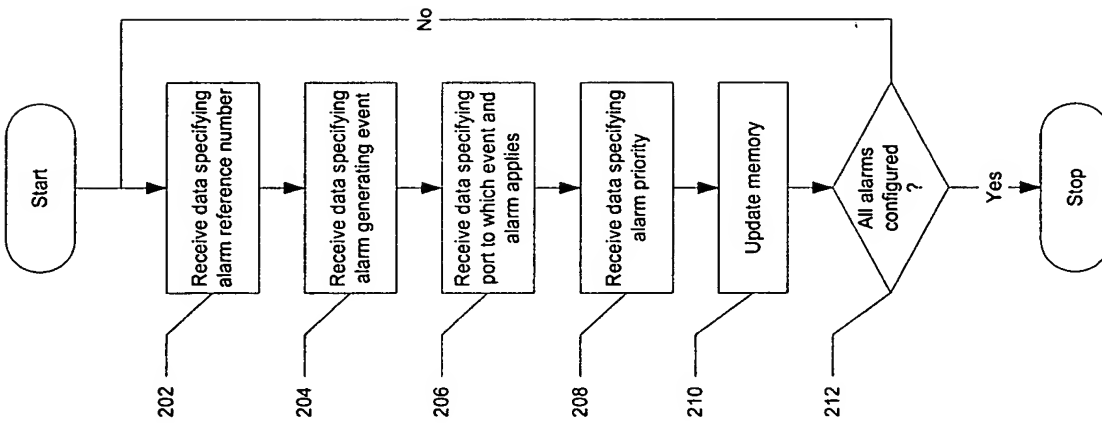 Start
No
202
Receive data specifying
alarm reference number
204
Receive data specifying
alarm generating event
206
Receive data specifying
port to which event and
alarm applies
208
Receive data specifying
alarm priority
210
Update memory
212
All alarms
configured
?
Yes
Stop